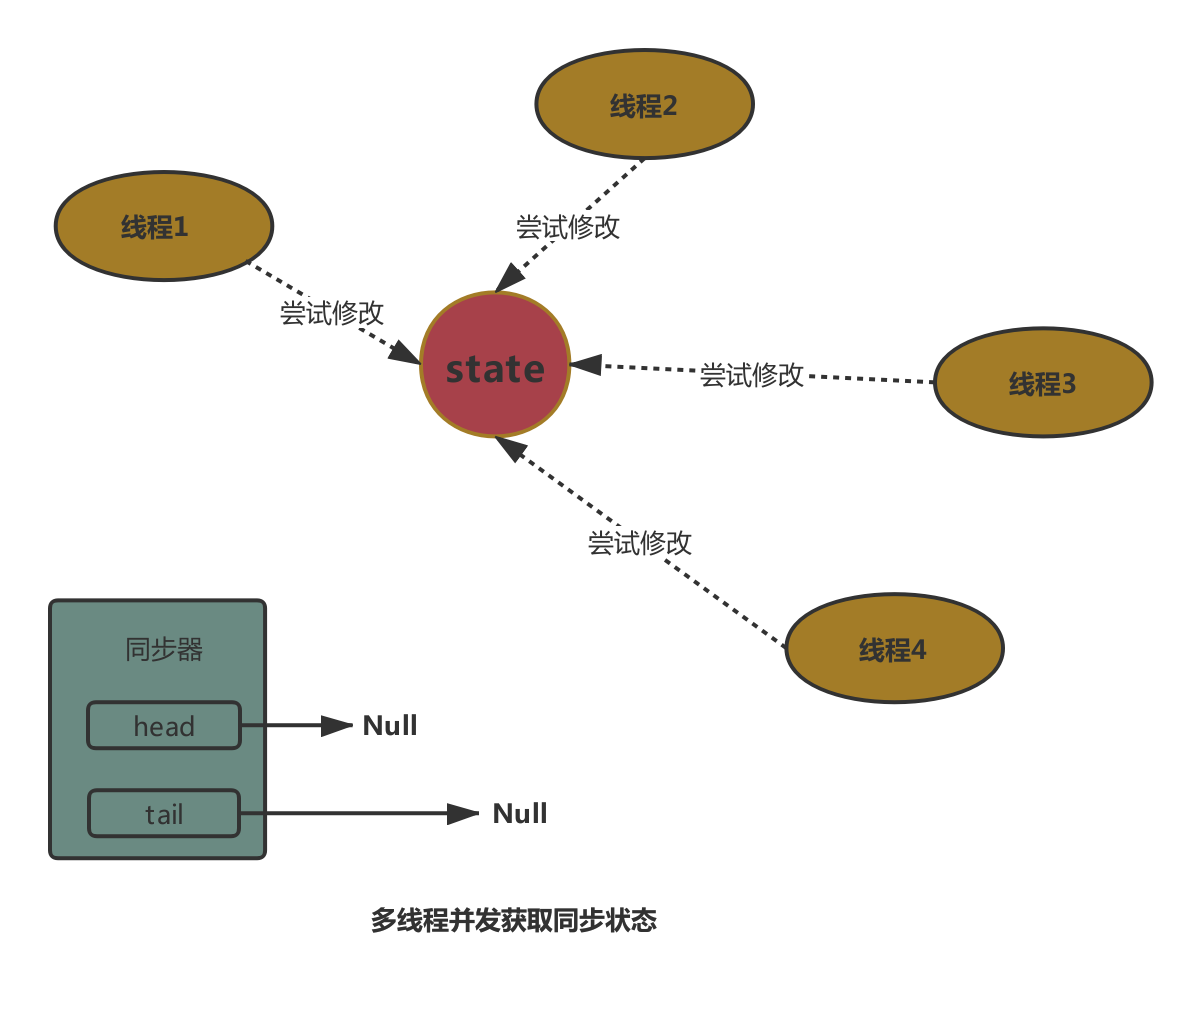 线程2
线程1
尝试修改
尝试修改
state
尝试修改
线程3
尝试修改
线程4
同步器
head
Null
tail
Null
多线程并发获取同步状态